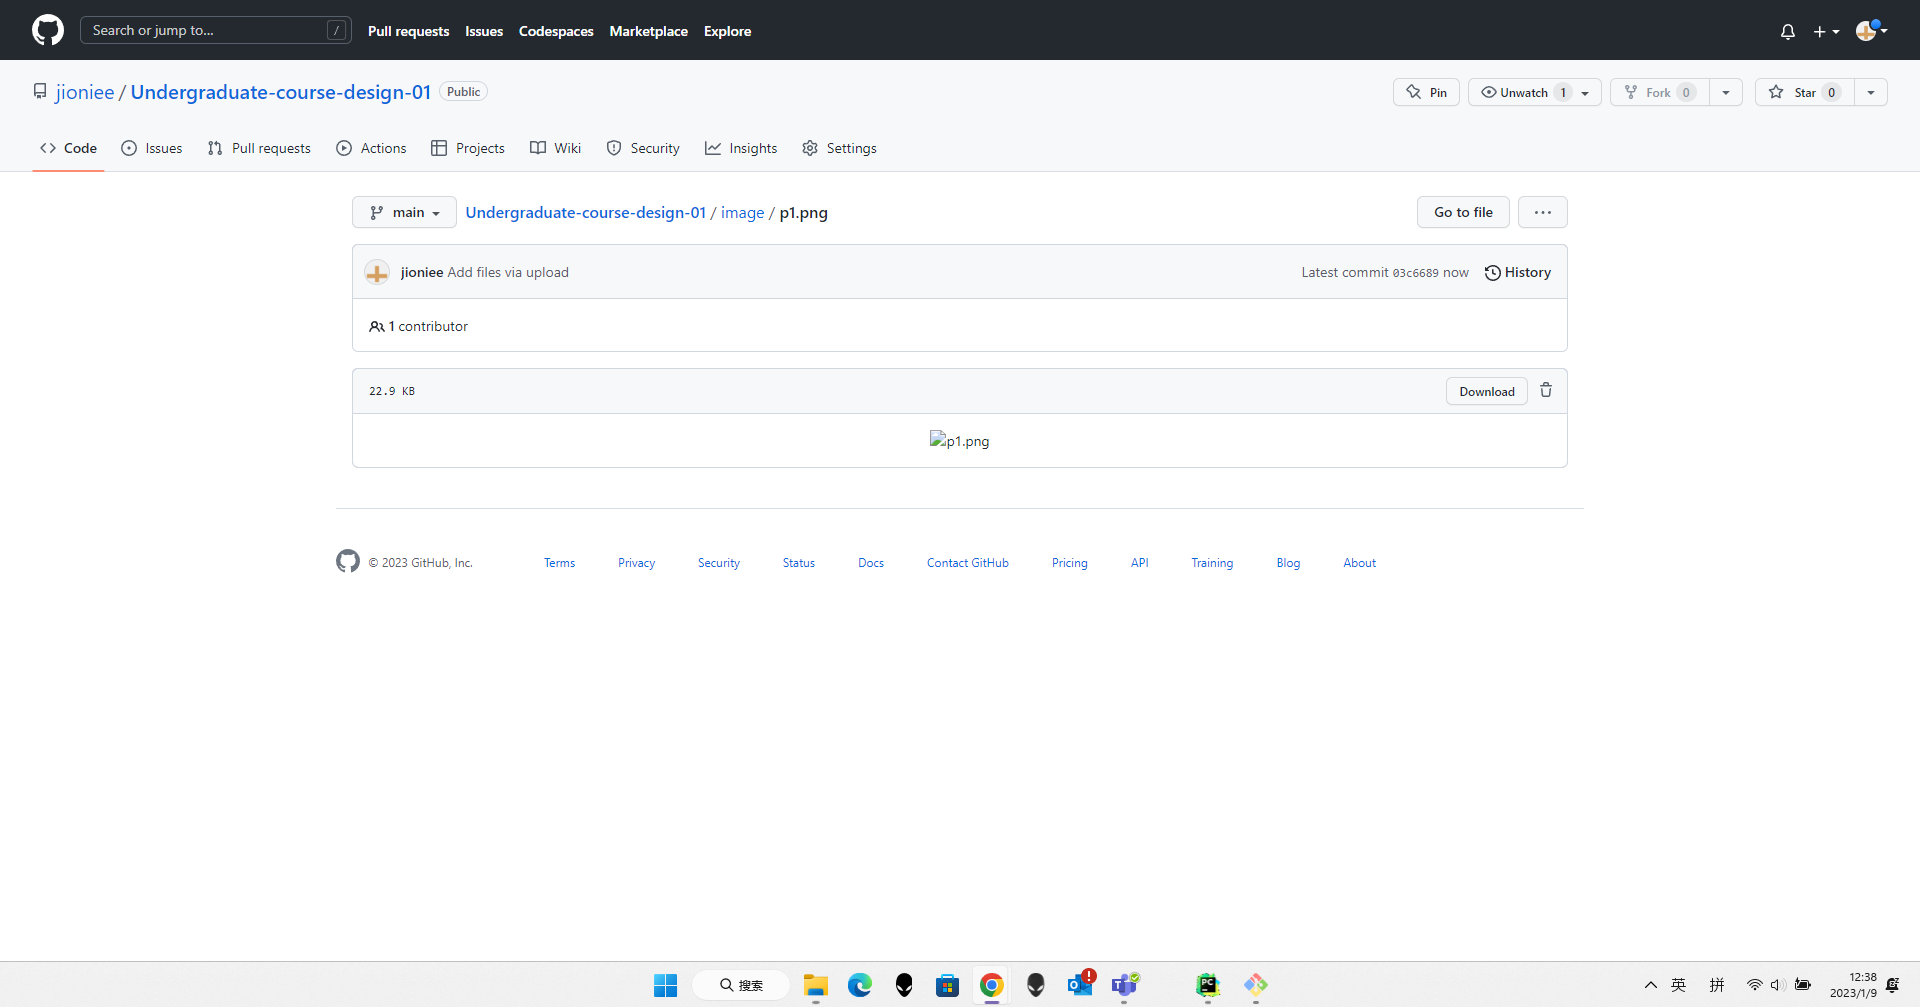 Search or jump to... /
Pull requests Issues Codespaces Marketplace Explore
jioniee / Undergraduate-course-design-01 Public
Pin Unwatch 1 Fork 0 Star 0
Code Issues Pull requests Actions Projects Wiki Security Insights Settings
main Undergraduate-course-design-01 / image / p1.png Go to file ...
jioniee Add files via upload Latest commit 03c6689 now History
1 contributor
22.9 KB Download
p1.png
© 2023 GitHub, Inc. Terms Privacy Security Status Docs Contact GitHub Pricing API Training Blog About
搜索
PC
英 拼
12:38
2023/1/9